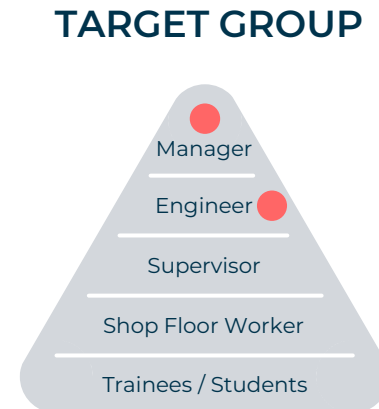 TARGET GROUP
Manager
Engineer
Supervisor
Shop Floor Worker
Trainees / Students